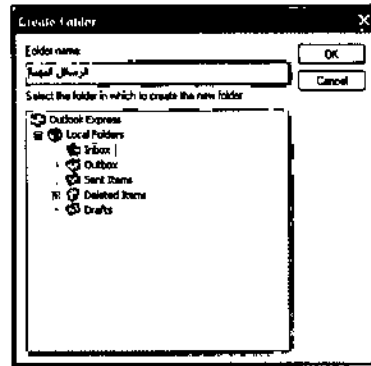 Create Folder
Folder name:
OK
الرسائل المهمة
Cancel
Select the folder in which to create the new folder
Outlook Express
Local Folders
Inbox
Outbox
Sent Items
Deleted Items
Drafts